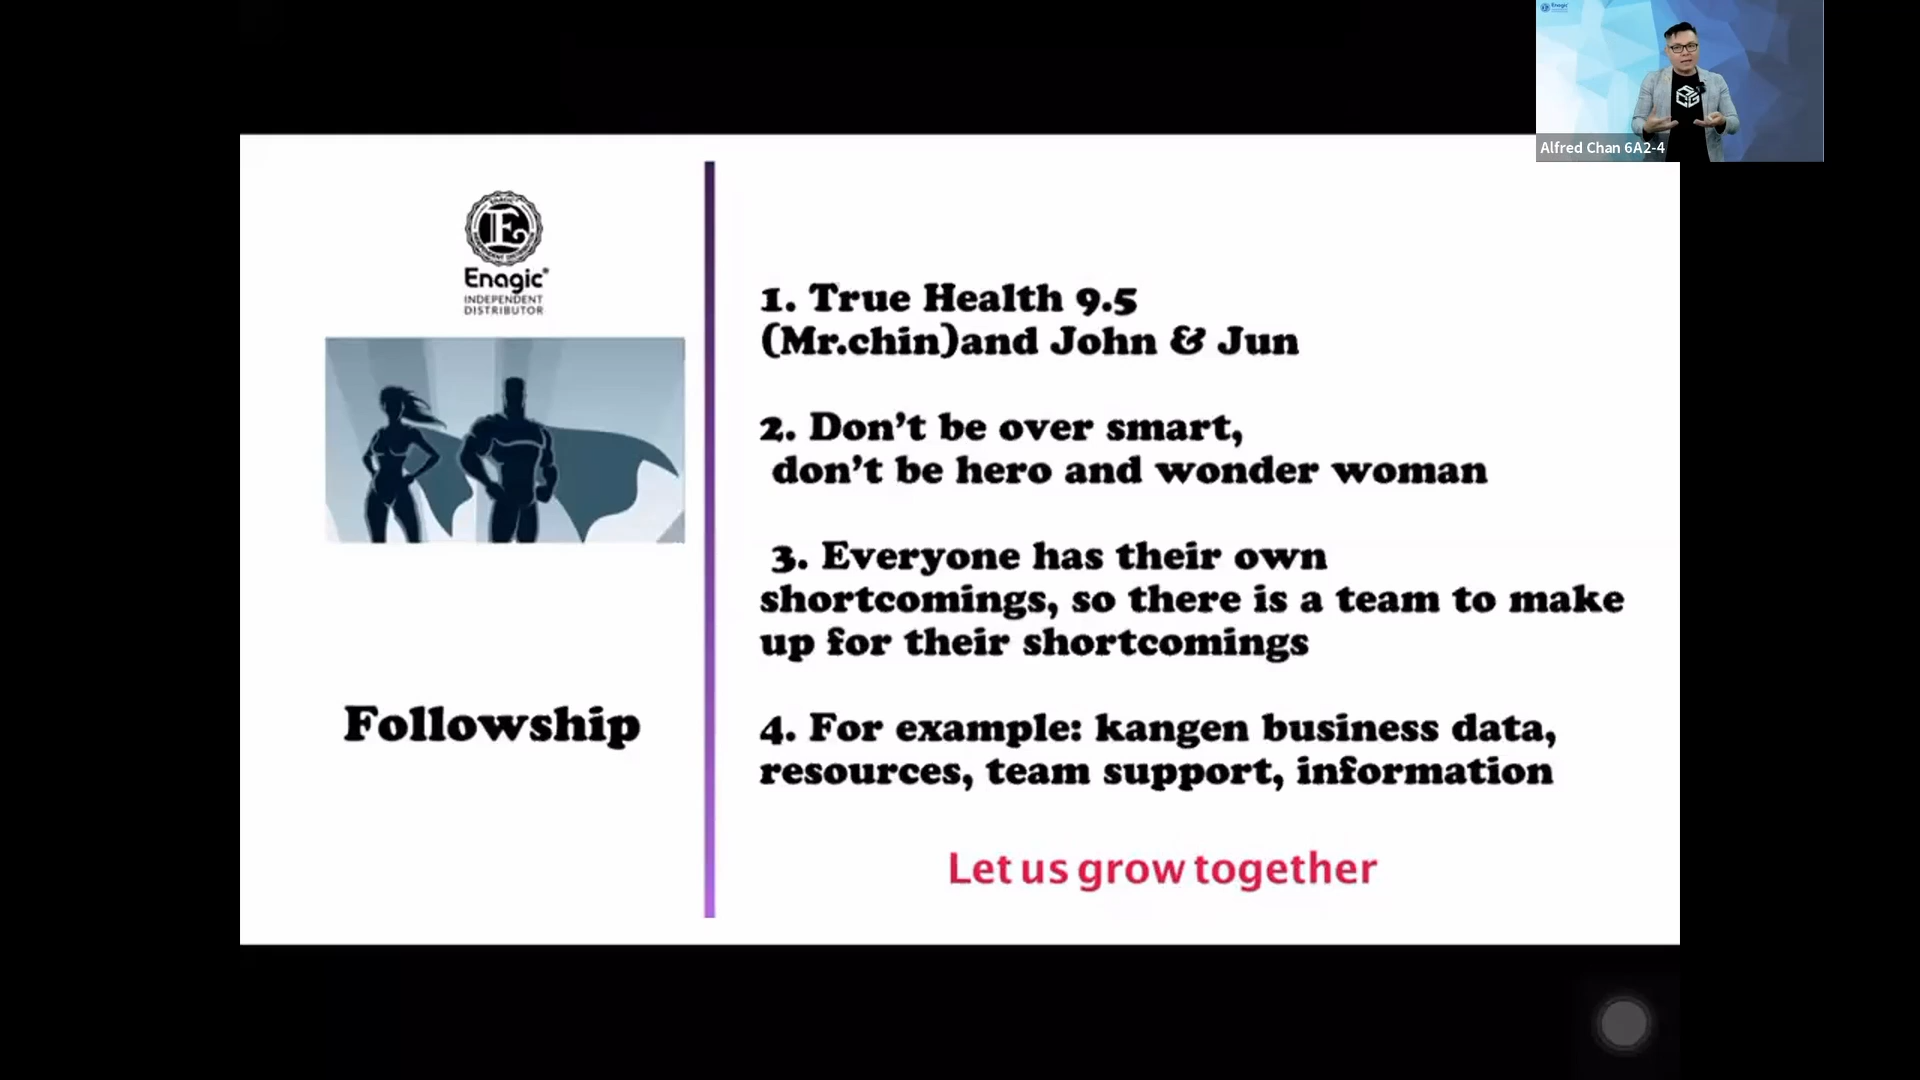 Enagic
Alfred Chan 6A2-4
E
Enagic®
INDEPENDENT
DISTRIBUTOR
Followship
1. True Health 9.5
(Mr.chin)and John & Jun
2. Don’t be over smart,
don’t be hero and wonder woman
3. Everyone has their own
shortcomings, so there is a team to make
up for their shortcomings
4. For example: kangen business data,
resources, team support, information
Let us grow together